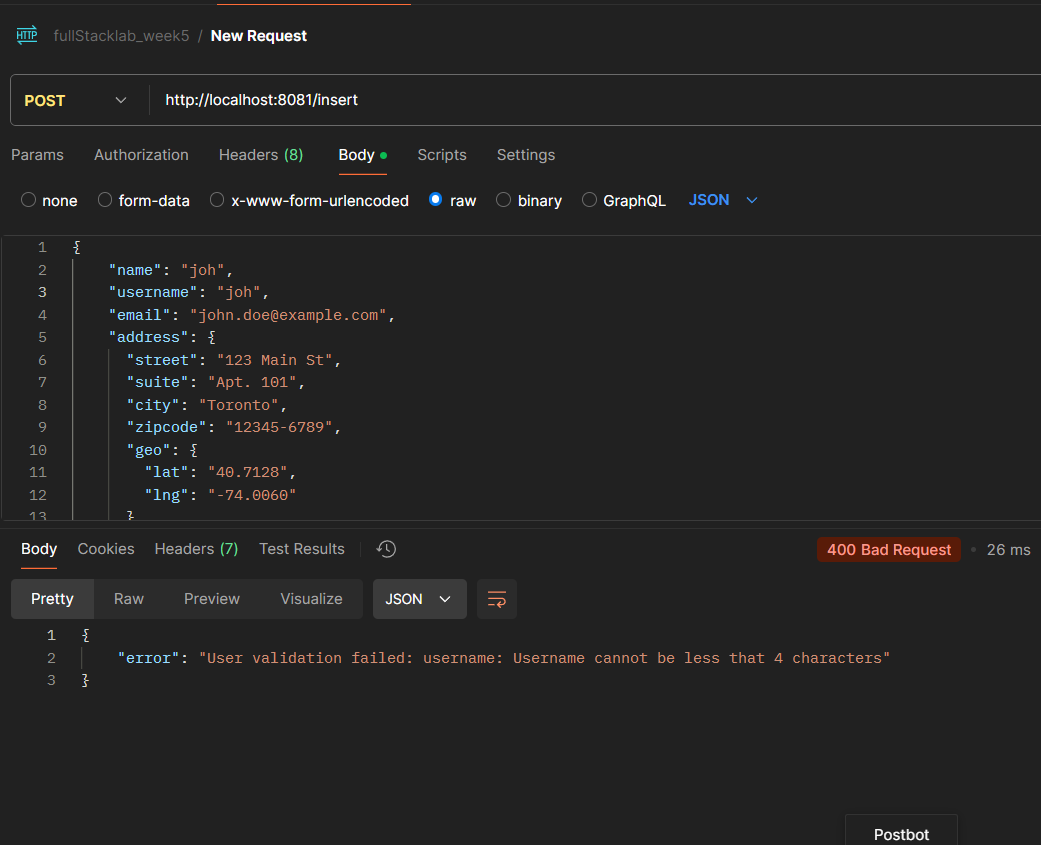 HTTP fullStacklab_week5 / New Request
POST http://localhost:8081/insert
Params Authorization Headers (8) Body Scripts Settings
none form-data x-www-form-urlencoded raw binary GraphQL JSON
1 {
2 "name": "joh",
3 "username": "joh",
4 "email": "john.doe@example.com",
5 "address": {
6 "street": "123 Main St",
7 "suite": "Apt. 101",
8 "city": "Toronto",
9 "zipcode": "12345-6789",
10 "geo": {
11 "lat": "40.7128",
12 "lng": "-74.0060"
13 }
Body Cookies Headers (7) Test Results 400 Bad Request • 26 ms
Pretty Raw Preview Visualize JSON
1 {
2 "error": "User validation failed: username: Username cannot be less that 4 characters"
3 }
Postbot